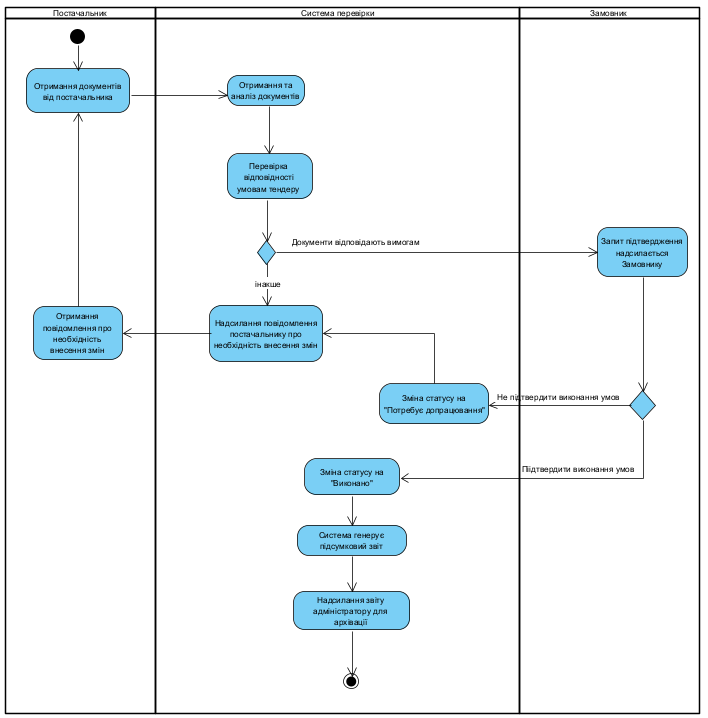 Постачальник
Система перевірки
Замовник
Отримання документів
від постачальника
Отримання та
аналіз документів
Перевірка
відповідності
умовам тендеру
Документи відповідають вимогам
Запит підтвердження
надсилається
Замовнику
інакше
Отримання
повідомлення про
необхідність
внесення змін
Надсилання повідомлення
постачальнику про
необхідність внесення змін
Зміна статусу на
"Потребує допрацювання"
Не підтвердити виконання умов
Підтвердити виконання умов
Зміна статусу на
"Виконано"
Система генерує
підсумковий звіт
Надсилання звіту
адміністратору для
архівації